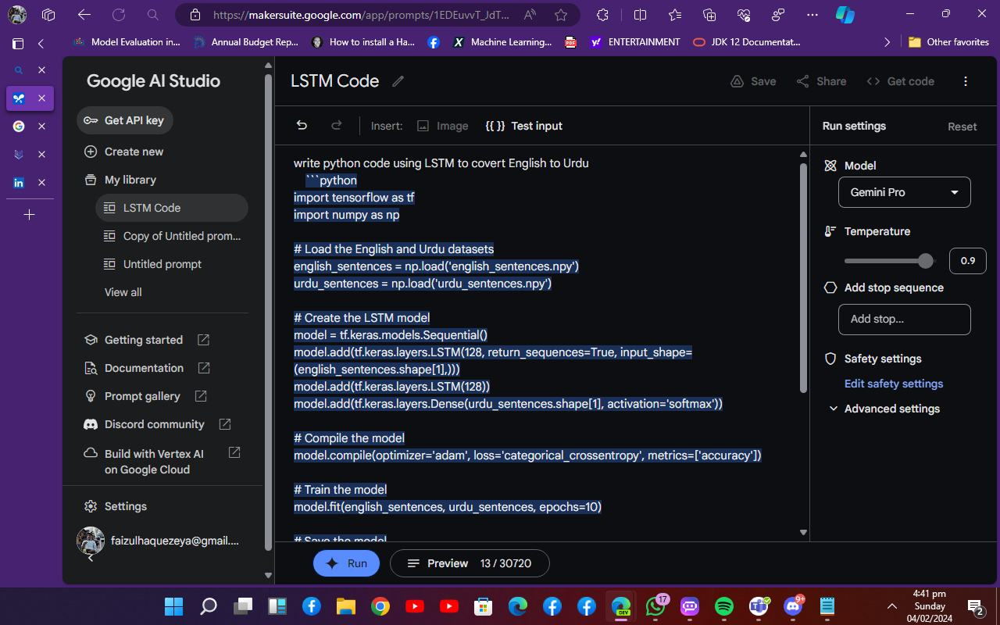 https://makersuite.google.com/app/prompts/1EDEuvvT_JdT...
Model Evaluation in...
Annual Budget Rep...
How to install a Ha...
Machine Learning...
PDF
ENTERTAINMENT
JDK 12 Documentat...
Other favorites
Google AI Studio
Get API key
Create new
My library
LSTM Code
Copy of Untitled prom...
Untitled prompt
View all
Getting started
Documentation
Prompt gallery
Discord community
Build with Vertex AI
on Google Cloud
Settings
faizulhaquezeya@gmail....
LSTM Code
Save
Share
Get code
Insert:
Image
{{ }} Test input
write python code using LSTM to covert English to Urdu
```python
import tensorflow as tf
import numpy as np
# Load the English and Urdu datasets
english_sentences = np.load('english_sentences.npy')
urdu_sentences = np.load('urdu_sentences.npy')
# Create the LSTM model
model = tf.keras.models.Sequential()
model.add(tf.keras.layers.LSTM(128, return_sequences=True, input_shape=
(english_sentences.shape[1],)))
model.add(tf.keras.layers.LSTM(128))
model.add(tf.keras.layers.Dense(urdu_sentences.shape[1], activation='softmax'))
# Compile the model
model.compile(optimizer='adam', loss='categorical_crossentropy', metrics=['accuracy'])
# Train the model
model.fit(english_sentences, urdu_sentences, epochs=10)
# Save the model
Run
Preview 13 / 30720
Run settings
Reset
Model
Gemini Pro
Temperature
0.9
Add stop sequence
Add stop...
Safety settings
Edit safety settings
Advanced settings
DEV
17
9+
4:41 pm
Sunday
04/02/2024
2